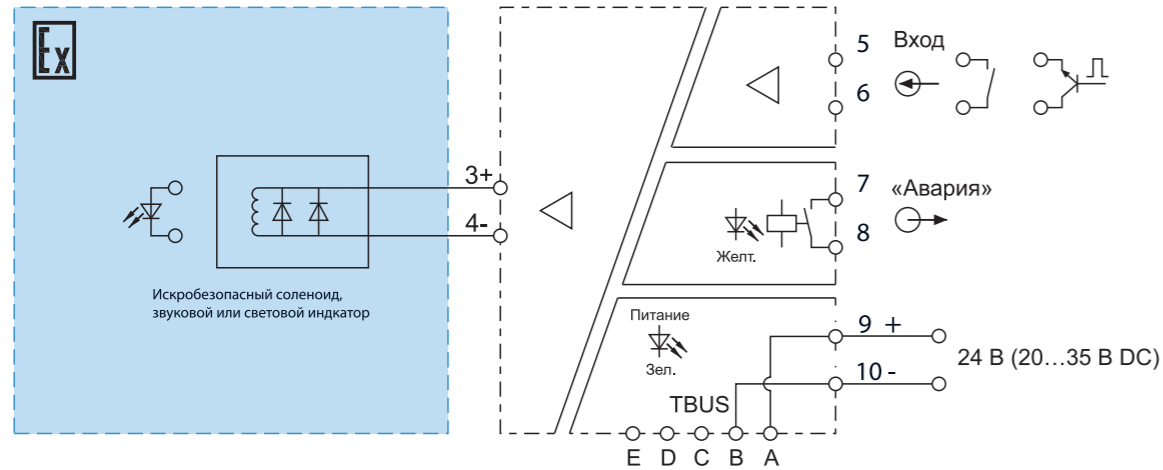 Ex
5
Вход
6
3+
4-
7
«Авария»
8
Желт.
Искробезопасный соленоид,
звуковой или световой индкатор
Питание
Зел.
9 +
24 В (20...35 В DC)
10 -
TBUS
E D C B A